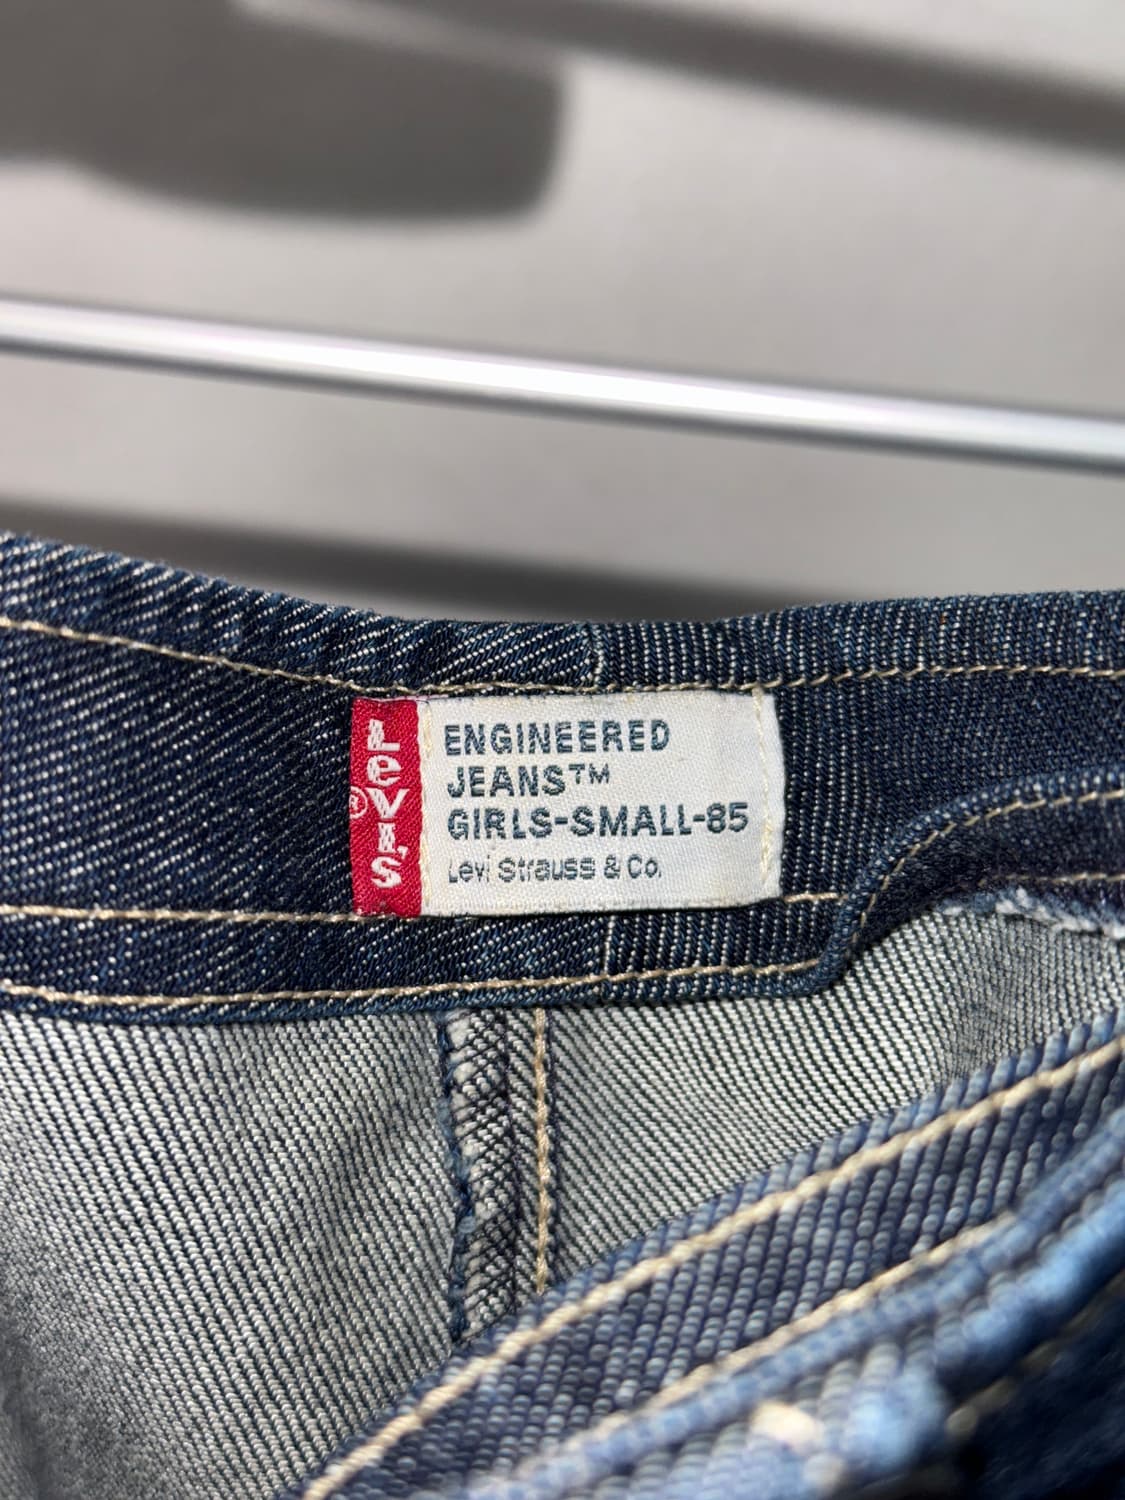 LEVI'S
®
ENGINEERED
JEANS™
GIRLS-SMALL-85
Levi Strauss & Co.